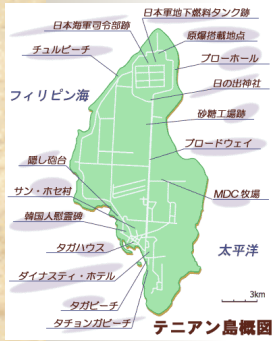 日本軍地下燃料タンク跡
日本海軍司令部跡
原爆搭載地点
チュルビーチ
ブローホール
フィリピン海
日の出神社
砂糖工場跡
ブロードウェイ
隠し砲台
サン・ホセ村
MDC牧場
韓国人慰霊碑
タガハウス
太平洋
ダイナスティ・ホテル
3km
タガビーチ
タチョンガビーチ
テニアン島概図